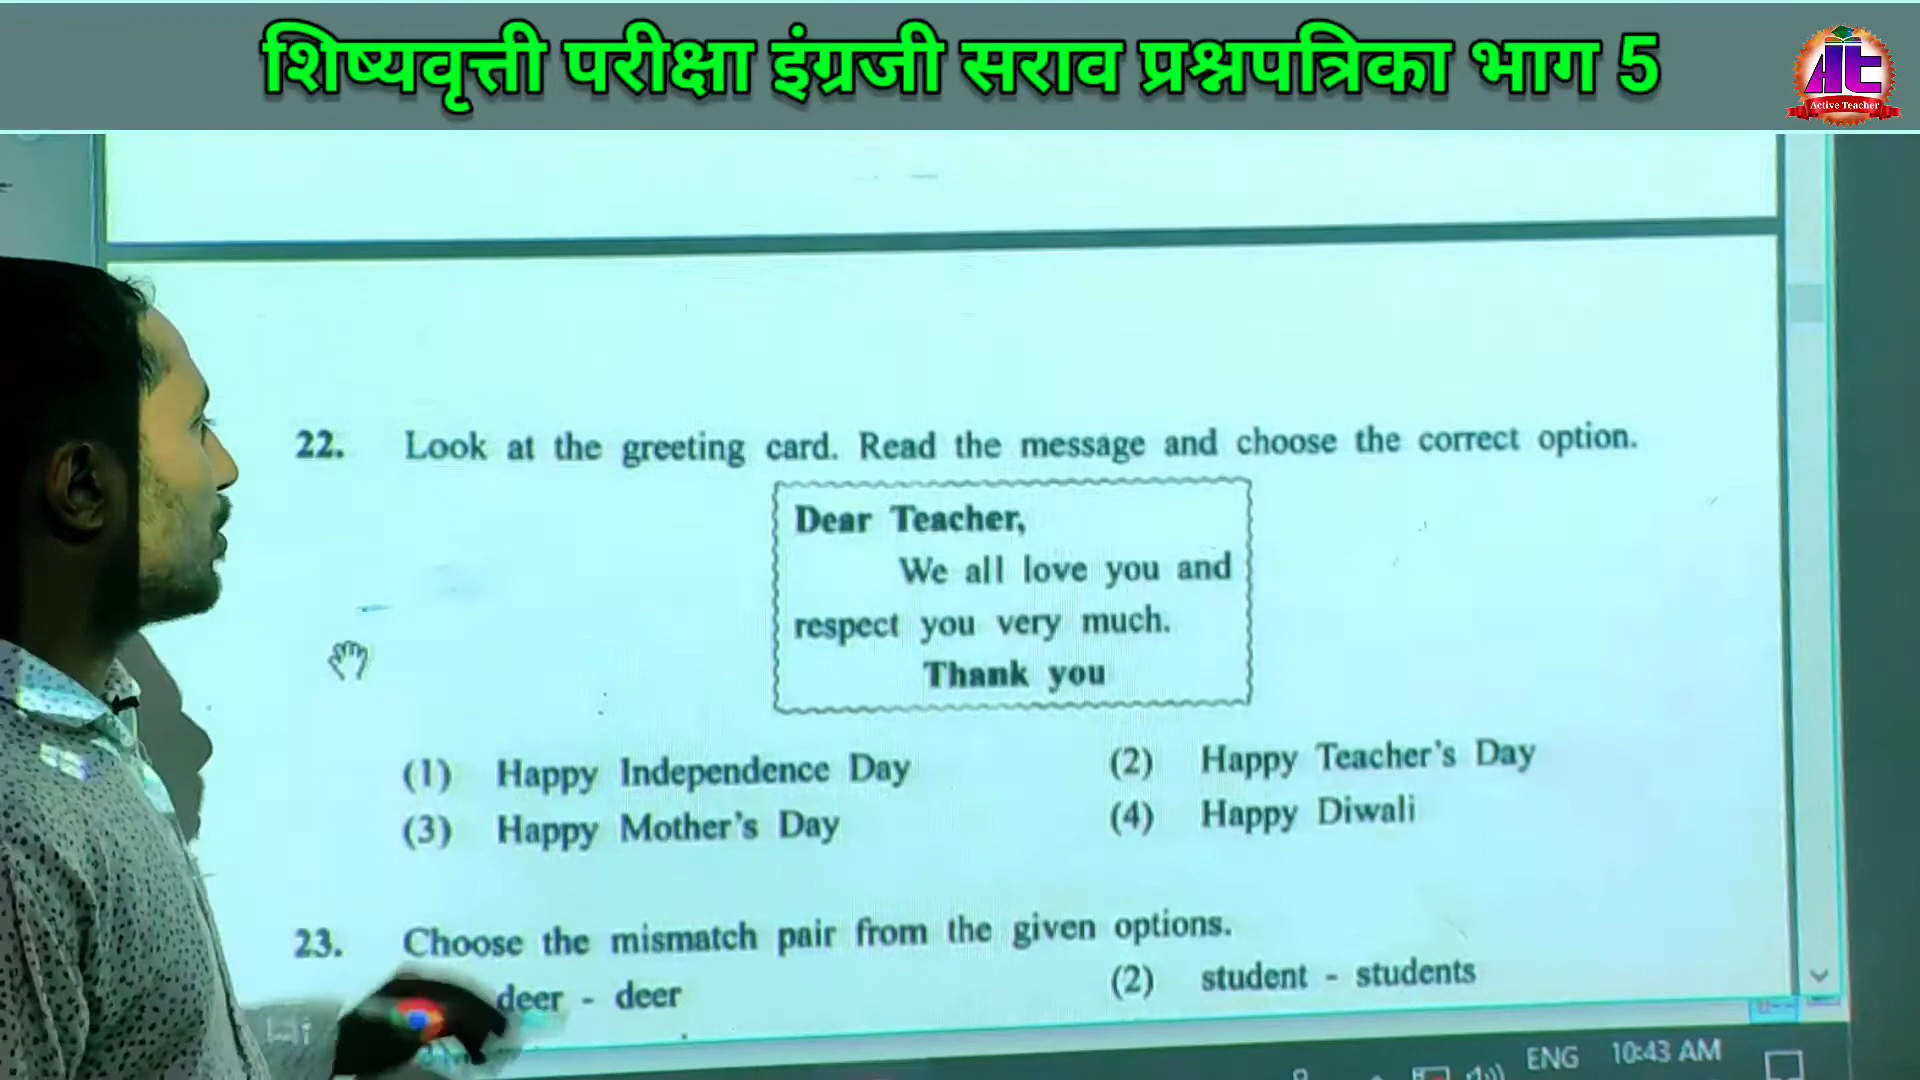 शिष्यवृत्ती परीक्षा इंग्रजी सराव प्रश्नपत्रिका भाग 5
Active Teacher
22. Look at the greeting card. Read the message and choose the correct option.
Dear Teacher,
We all love you and
respect you very much.
Thank you
(1) Happy Independence Day (2) Happy Teacher's Day
(3) Happy Mother's Day (4) Happy Diwali
23. Choose the mismatch pair from the given options.
deer - deer (2) student - students
ENG 10:43 AM